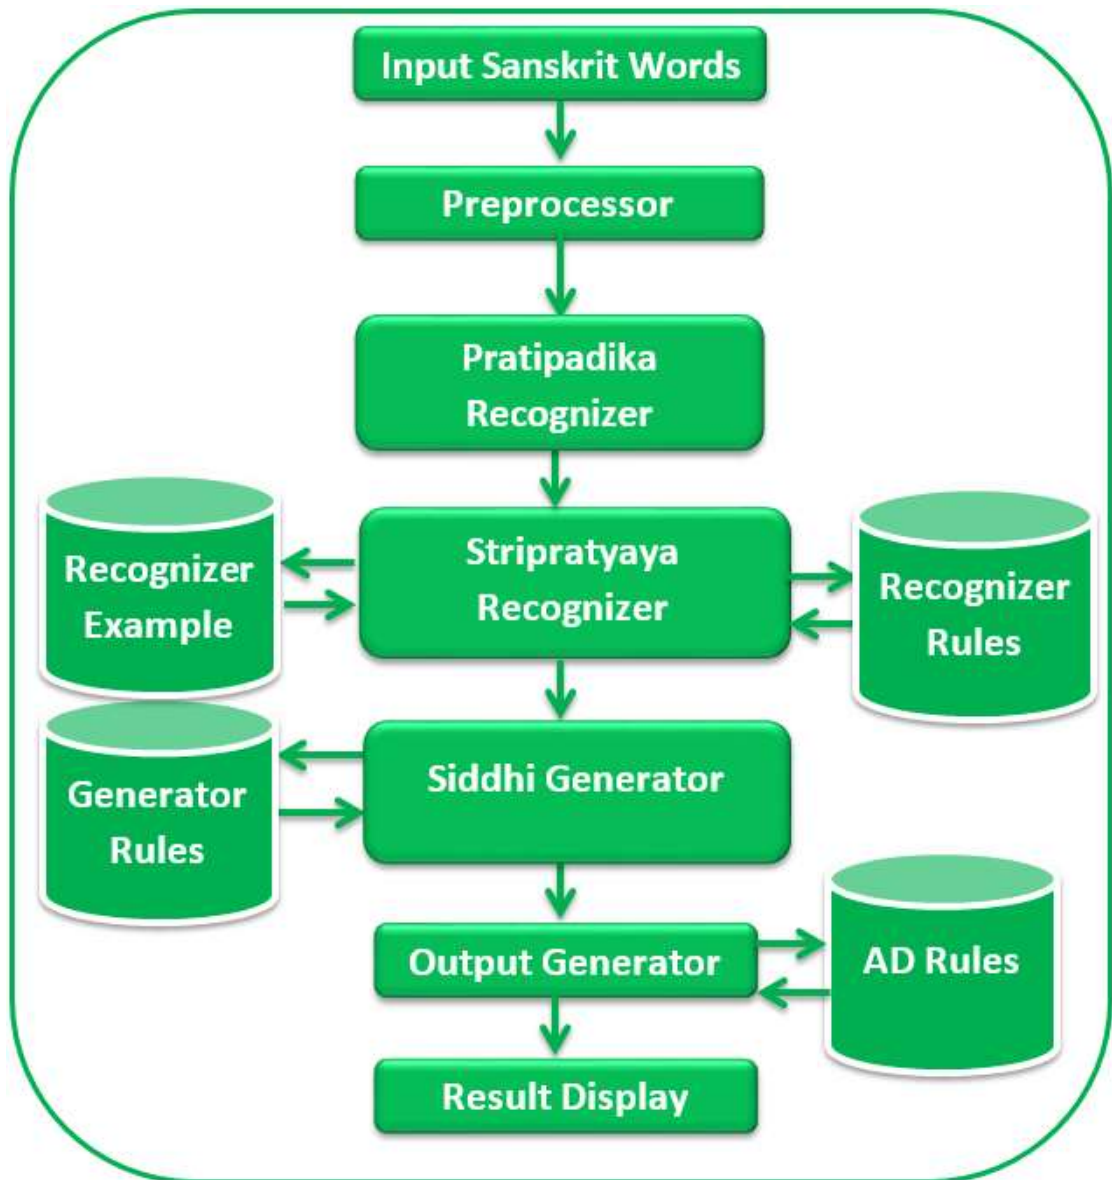 Input Sanskrit Words
Preprocessor
Pratipadika
Recognizer
Recognizer
Example
Stripratyaya
Recognizer
Recognizer
Rules
Generator
Rules
Siddhi Generator
Output Generator
AD Rules
Result Display